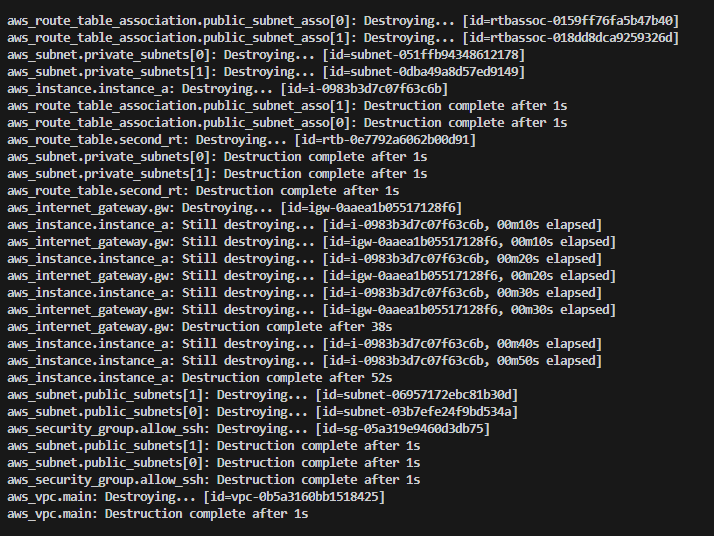 aws_route_table_association.public_subnet_asso[0]: Destroying... [id=rtbassoc-0159ff76fa5b47b40]
aws_route_table_association.public_subnet_asso[1]: Destroying... [id=rtbassoc-018dd8dca9259326d]
aws_subnet.private_subnets[0]: Destroying... [id=subnet-051ffb94348612178]
aws_subnet.private_subnets[1]: Destroying... [id=subnet-0dba49a8d57ed9149]
aws_instance.instance_a: Destroying... [id=i-0983b3d7c07f63c6b]
aws_route_table_association.public_subnet_asso[1]: Destruction complete after 1s
aws_route_table_association.public_subnet_asso[0]: Destruction complete after 1s
aws_route_table.second_rt: Destroying... [id=rtb-0e7792a6062b00d91]
aws_subnet.private_subnets[0]: Destruction complete after 1s
aws_subnet.private_subnets[1]: Destruction complete after 1s
aws_route_table.second_rt: Destruction complete after 1s
aws_internet_gateway.gw: Destroying... [id=igw-0aaea1b05517128f6]
aws_instance.instance_a: Still destroying... [id=i-0983b3d7c07f63c6b, 00m10s elapsed]
aws_internet_gateway.gw: Still destroying... [id=igw-0aaea1b05517128f6, 00m10s elapsed]
aws_instance.instance_a: Still destroying... [id=i-0983b3d7c07f63c6b, 00m20s elapsed]
aws_internet_gateway.gw: Still destroying... [id=igw-0aaea1b05517128f6, 00m20s elapsed]
aws_instance.instance_a: Still destroying... [id=i-0983b3d7c07f63c6b, 00m30s elapsed]
aws_internet_gateway.gw: Still destroying... [id=igw-0aaea1b05517128f6, 00m30s elapsed]
aws_internet_gateway.gw: Destruction complete after 38s
aws_instance.instance_a: Still destroying... [id=i-0983b3d7c07f63c6b, 00m40s elapsed]
aws_instance.instance_a: Still destroying... [id=i-0983b3d7c07f63c6b, 00m50s elapsed]
aws_instance.instance_a: Destruction complete after 52s
aws_subnet.public_subnets[1]: Destroying... [id=subnet-06957172ebc81b30d]
aws_subnet.public_subnets[0]: Destroying... [id=subnet-03b7efe24f9bd534a]
aws_security_group.allow_ssh: Destroying... [id=sg-05a319e9460d3db75]
aws_subnet.public_subnets[1]: Destruction complete after 1s
aws_subnet.public_subnets[0]: Destruction complete after 1s
aws_security_group.allow_ssh: Destruction complete after 1s
aws_vpc.main: Destroying... [id=vpc-0b5a3160bb1518425]
aws_vpc.main: Destruction complete after 1s